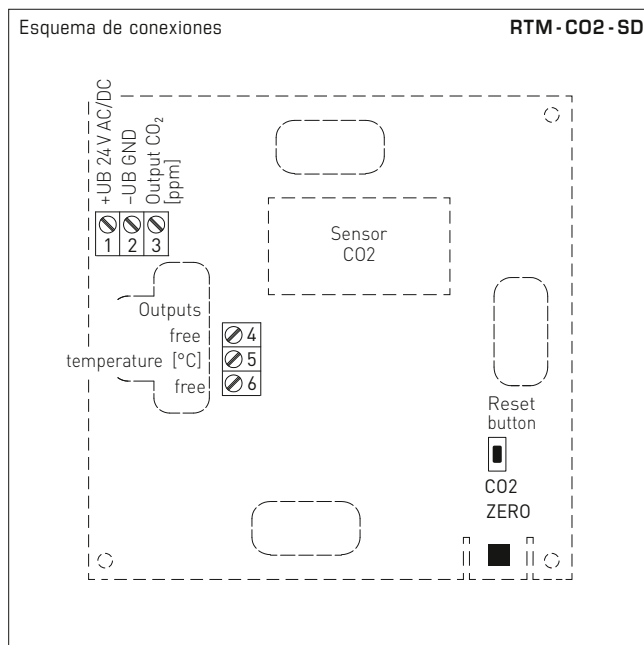 Esquema de conexiones
RTM-CO2-SD
+UB 24 V AC/DC
–UB GND
Output CO₂
[ppm]
1 2 3
Sensor
CO2
Outputs
free 4
temperature [°C] 5
free 6
Reset
button
CO2
ZERO